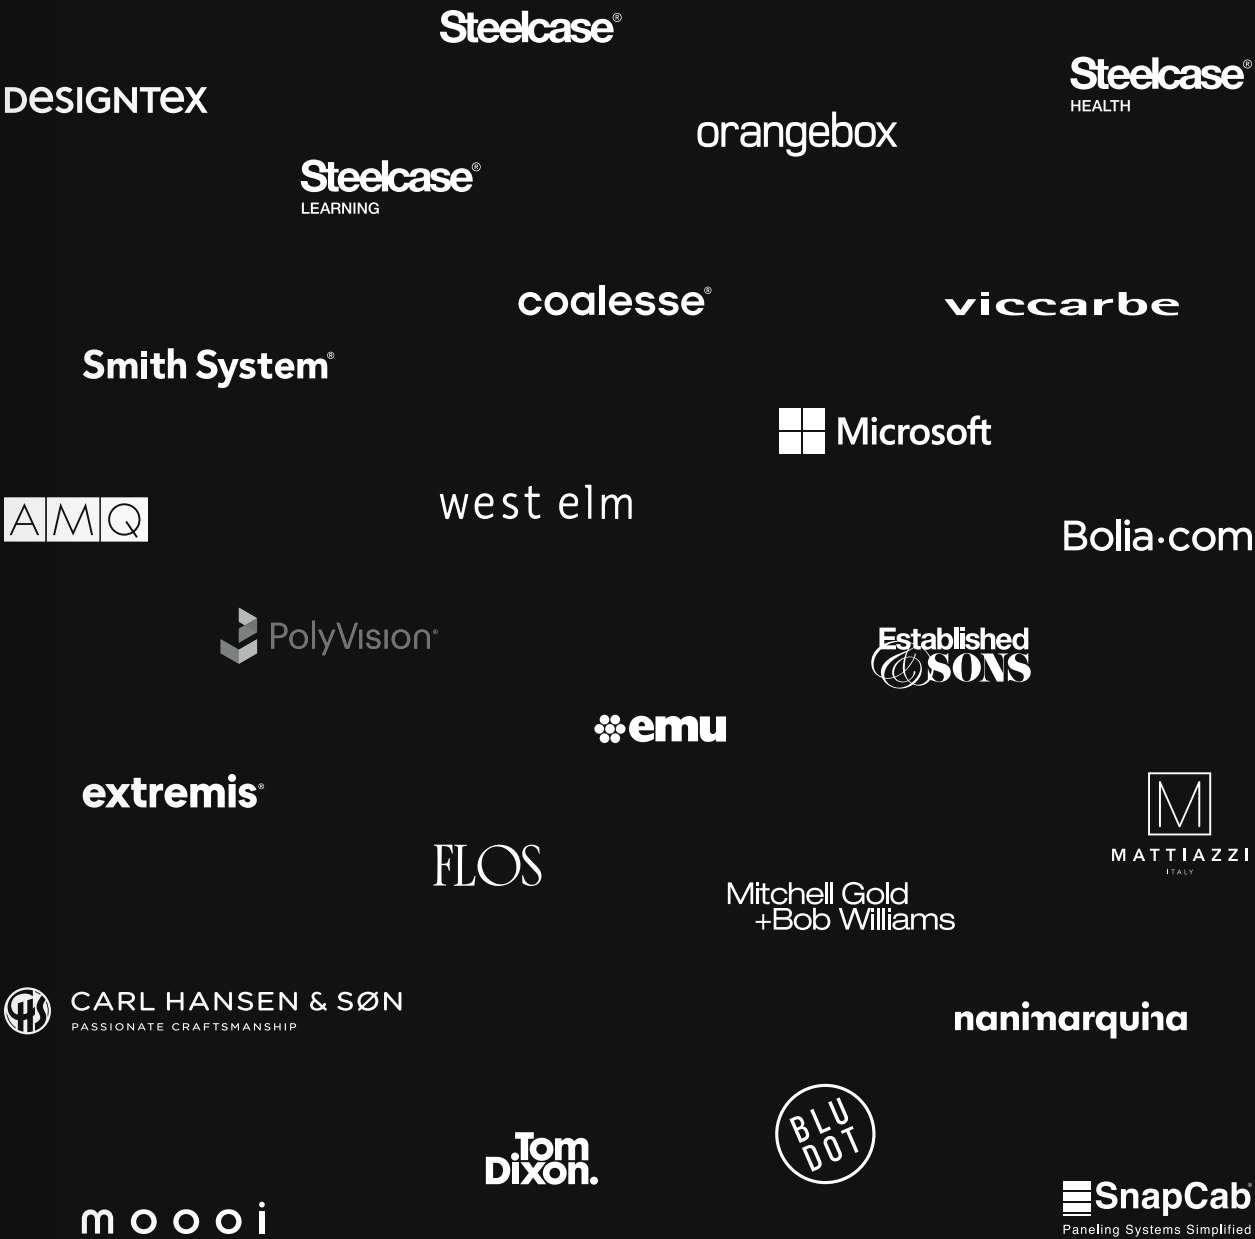 Steelcase®
Steelcase®
HEALTH
DESIGNTEX
orangebox
Steelcase®
LEARNING
coalesse®
viccarbe
Smith System®
Microsoft
west elm
AMQ
Bolia.com
PolyVision®
Established
& SONS
emu
extremis®
MATTIAZZI
ITALY
FLOS
Mitchell Gold
+Bob Williams
CARL HANSEN & SØN
PASSIONATE CRAFTSMANSHIP
nanimarquina
BLU
DOT
Tom
Dixon.
SnapCab®
Paneling Systems Simplified
moooi